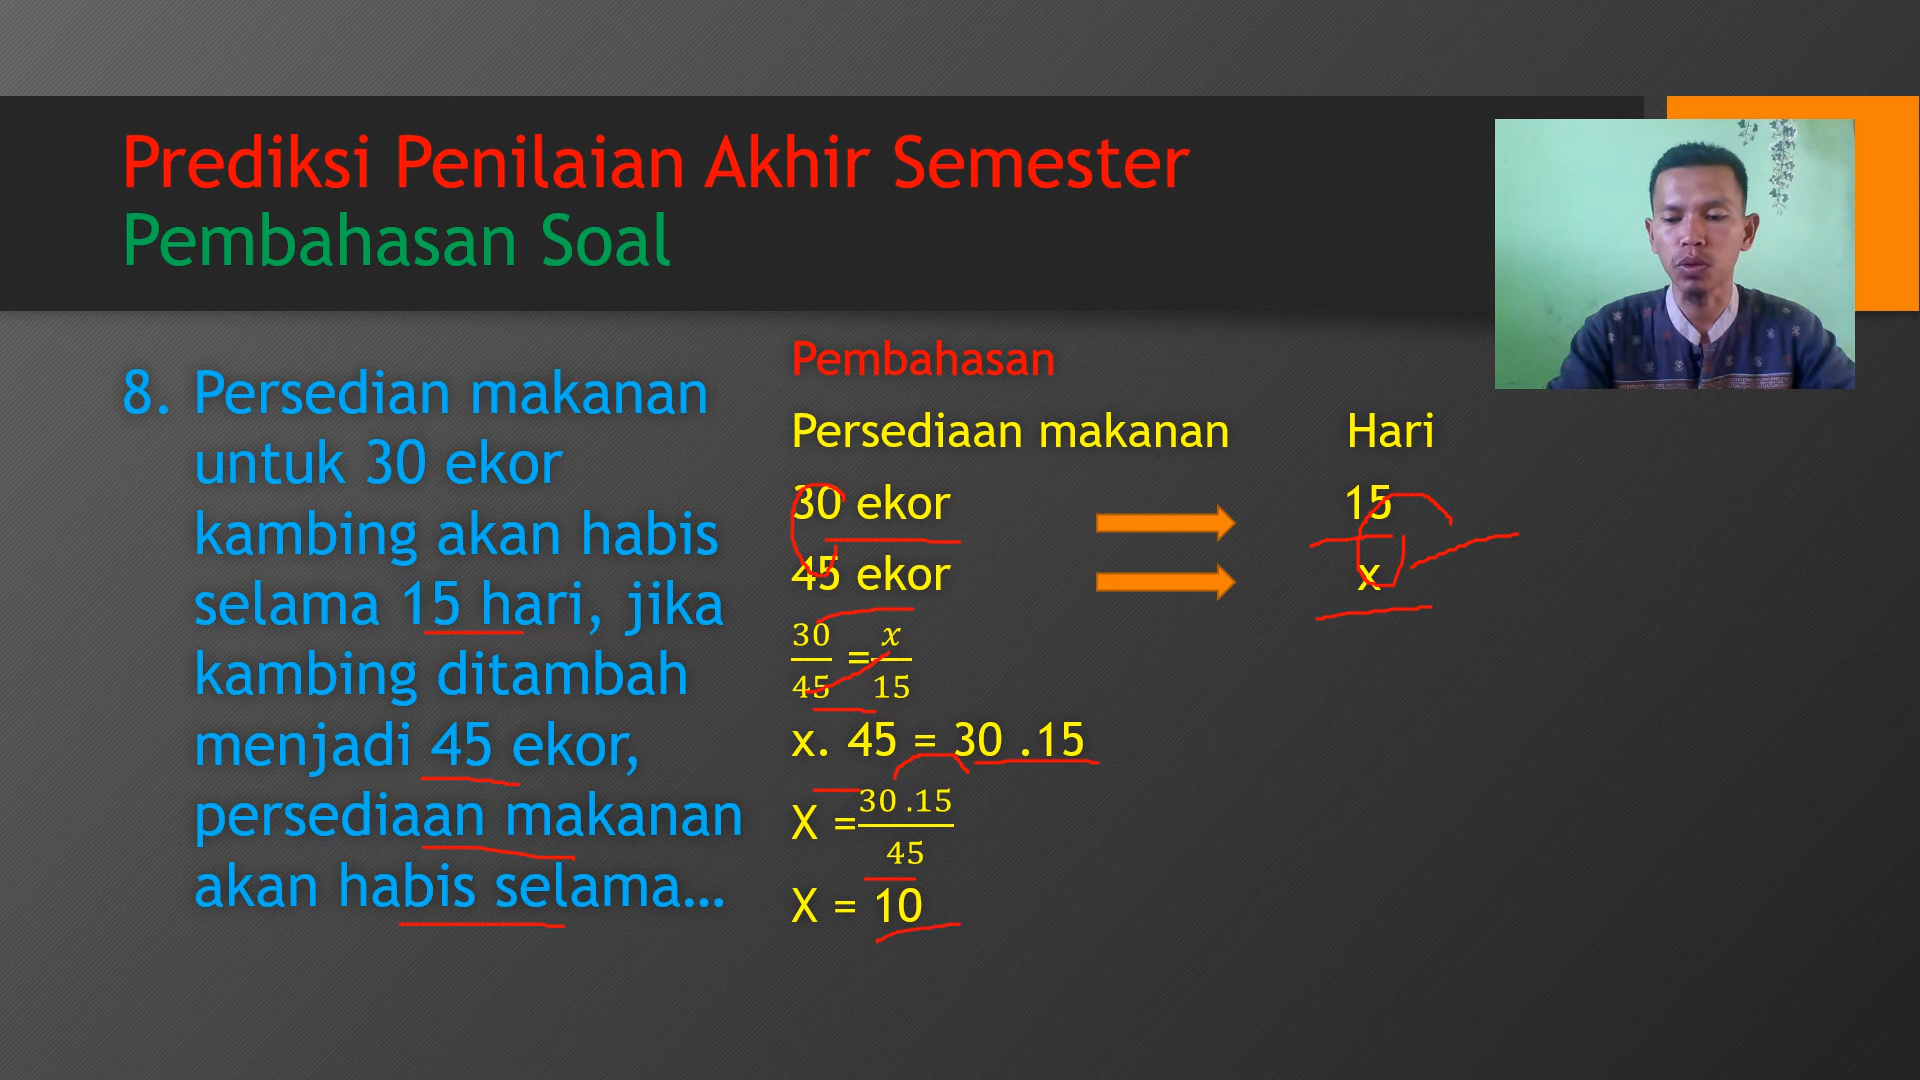 Prediksi Penilaian Akhir Semester
Pembahasan Soal
8. Persedian makanan
untuk 30 ekor
kambing akan habis
selama 15 hari, jika
kambing ditambah
menjadi 45 ekor,
persediaan makanan
akan habis selama...
Pembahasan
Persediaan makanan Hari
30 ekor 15
45 ekor x
30/45 = x/15
x. 45 = 30 .15
X = 30 .15/45
X = 10